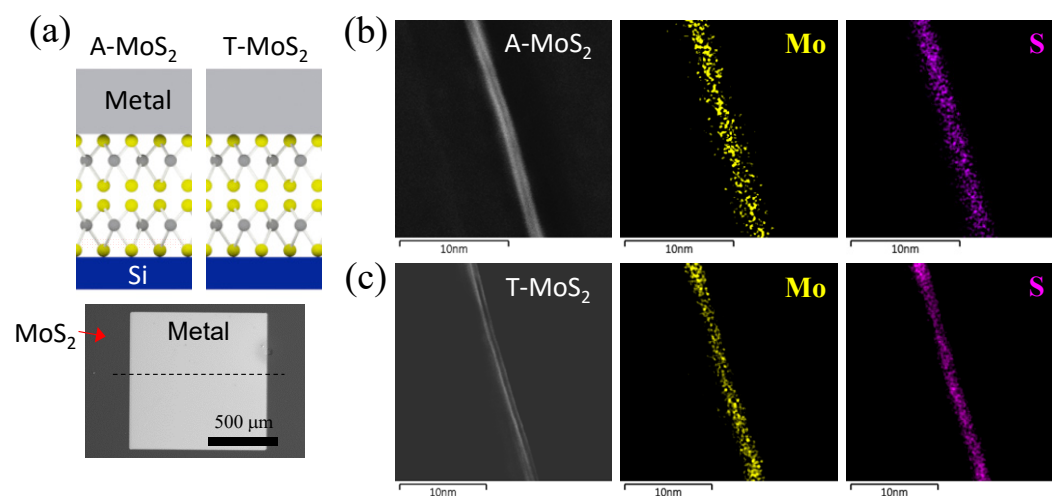 (a)
A-MoS₂ T-MoS₂
Metal
Si
MoS₂
Metal
500 μm
(b)
A-MoS₂
Mo
S
10nm
10nm
10nm
(c)
T-MoS₂
Mo
S
10nm
10nm
10nm